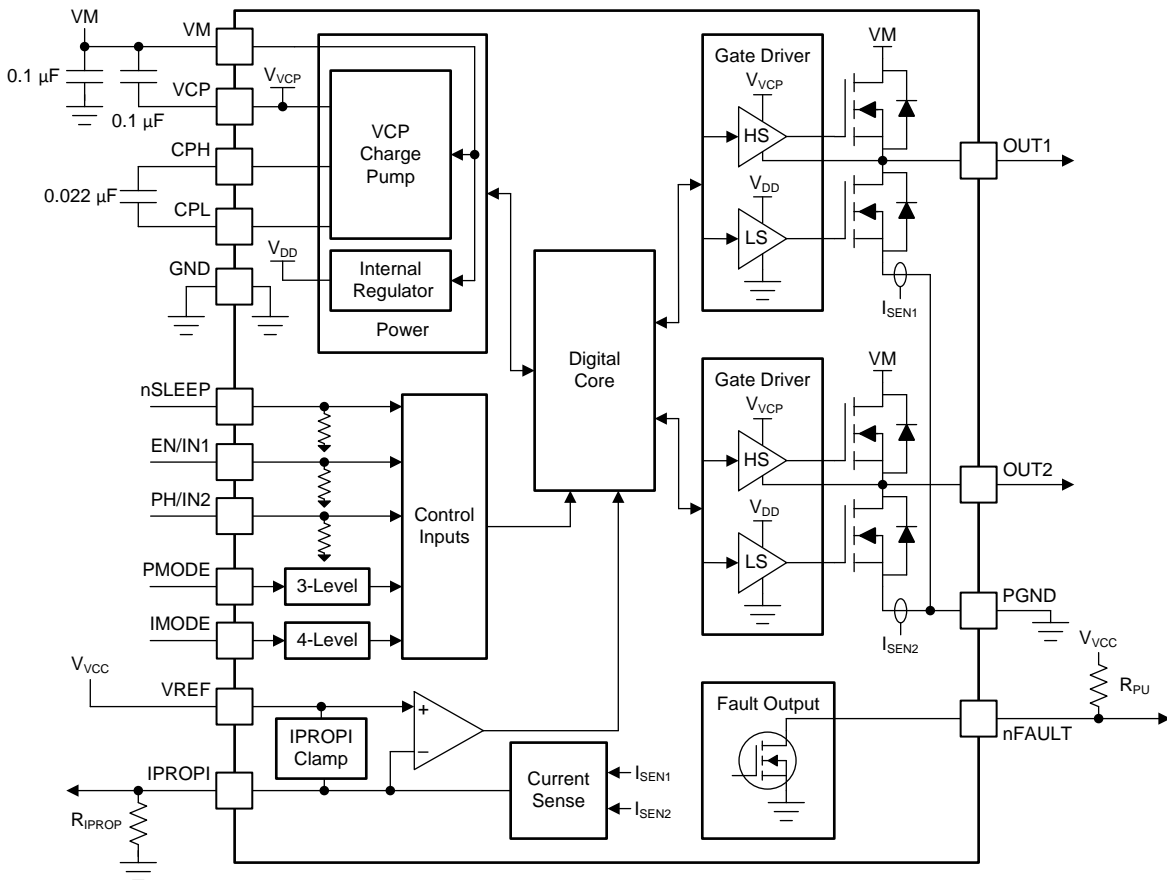 VM
VM
0.1 µF
VCP
V_VCP
0.1 µF
CPH
0.022 µF
CPL
GND
V_DD
VCP
Charge
Pump
Internal
Regulator
Power
nSLEEP
EN/IN1
PH/IN2
PMODE
3-Level
IMODE
4-Level
Control
Inputs
V_VCC
VREF
+
−
IPROPI
Clamp
IPROPI
R_IPROP
Current
Sense
I_SEN1
I_SEN2
Digital
Core
Gate Driver
V_VCP
HS
V_DD
LS
VM
OUT1
I_SEN1
Gate Driver
V_VCP
HS
V_DD
LS
VM
OUT2
I_SEN2
PGND
V_VCC
R_PU
nFAULT
Fault Output